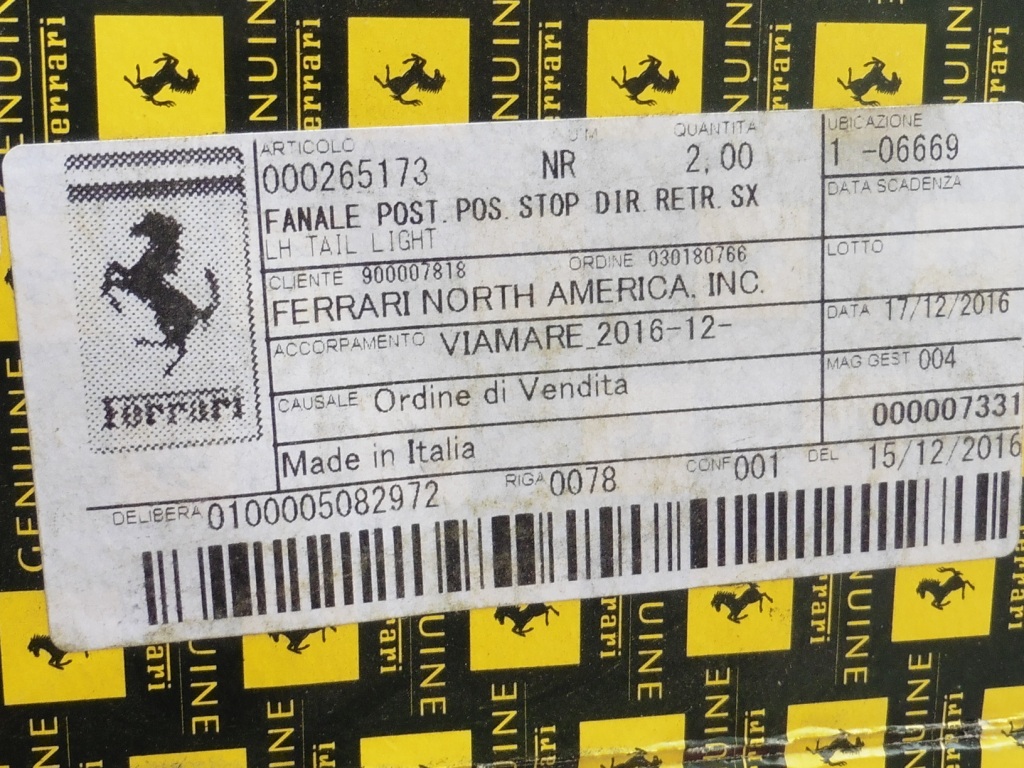 GENUINE
Ferrari
ARTICOLO
000265173
U.M
NR
QUANTITA
2,00
UBICAZIONE
1 -06669
FANALE POST. POS. STOP DIR. RETR. SX
LH TAIL LIGHT
DATA SCADENZA
CLIENTE 900007818
ORDINE 030180766
LOTTO
FERRARI NORTH AMERICA, INC.
DATA 17/12/2016
ACCORPAMENTO VIAMARE_2016-12-
MAG GEST 004
CAUSALE Ordine di Vendita
000007331
Made in Italia
DELIBERA 0100005082972
RIGA 0078
CONF 001
DEL 15/12/2016
Ferrari